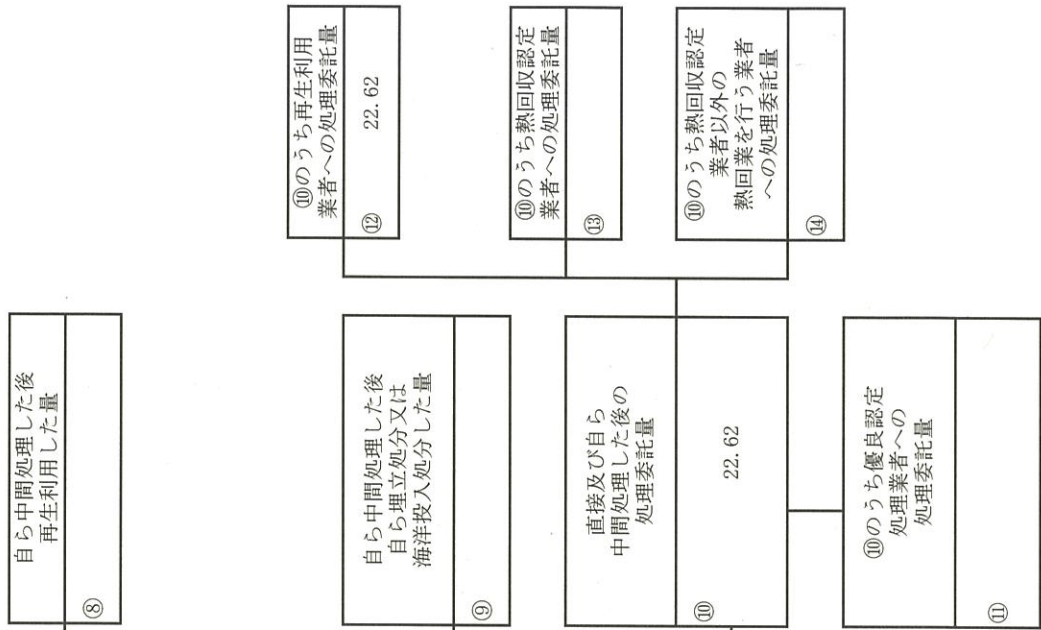 自ら中間処理した後
再生利用した量
⑧
自ら中間処理した後
自ら埋立処分又は
海洋投入処分した量
⑨
直接及び自ら
中間処理した後の
処理委託量
⑩
22.62
⑩のうち優良認定
処理業者への
処理委託量
⑪
⑩のうち再生利用
業者への処理委託量
⑫
22.62
⑩のうち熱回収認定
業者への処理委託量
⑬
⑩のうち熱回収認定
業者以外の
熱回業を行う業者
への処理委託量
⑭